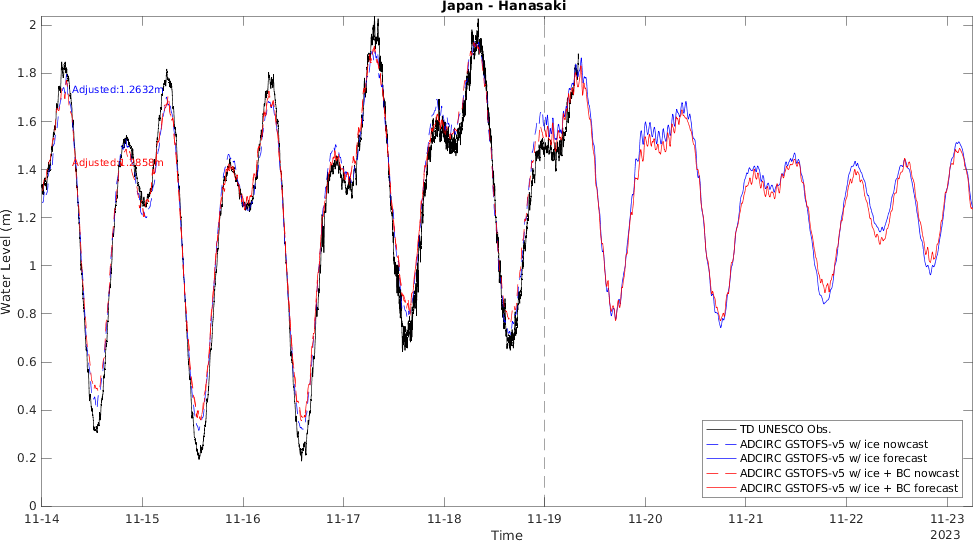 Japan - Hanasaki
Water Level (m)
2
1.8
1.6
1.4
1.2
1
0.8
0.6
0.4
0.2
0
Adjusted:1.2632m
Adjusted:1.2858m
TD UNESCO Obs.
ADCIRC GSTOFS-v5 w/ ice nowcast
ADCIRC GSTOFS-v5 w/ ice forecast
ADCIRC GSTOFS-v5 w/ ice + BC nowcast
ADCIRC GSTOFS-v5 w/ ice + BC forecast
11-14 11-15 11-16 11-17 11-18 11-19 11-20 11-21 11-22 11-23
2023
Time